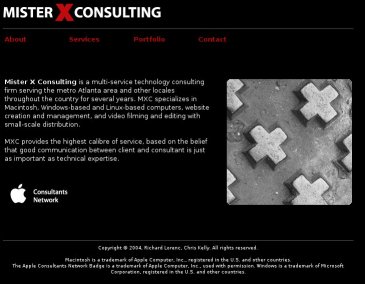 MISTER X CONSULTING
About Services Portfolio Contact
Mister X Consulting is a multi-service technology consulting
firm serving the metro Atlanta area and other locales
throughout the country for several years. MXC specializes in
Macintosh, Windows-based and Linux-based computers, website
creation and management, and video filming and editing with
small-scale distribution.
MXC provides the highest calibre of service, based on the belief
that good communication between client and consultant is just
as important as technical expertise.
Consultants
Network
Copyright © 2004, Richard Lorenc, Chris Kelly. All rights reserved.
Macintosh is a trademark of Apple Computer, Inc., registered in the U.S. and other countries.
The Apple Consultants Network Badge is a trademark of Apple Computer, Inc., used with permission. Windows is a trademark of Microsoft
Corporation, registered in the U.S. and other countries.